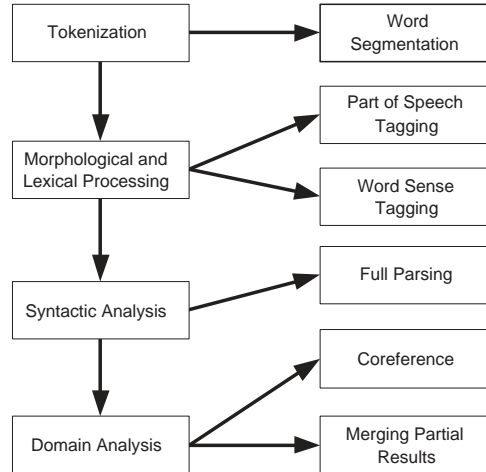 Tokenization
Word
Segmentation
Part of Speech
Tagging
Morphological and
Lexical Processing
Word Sense
Tagging
Full Parsing
Syntactic Analysis
Coreference
Domain Analysis
Merging Partial
Results